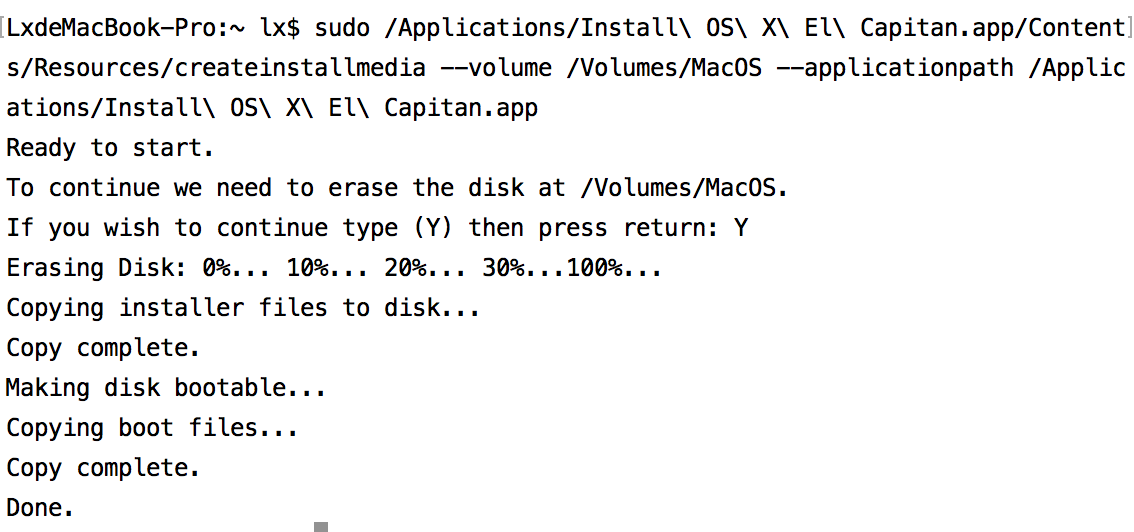 [LxdeMacBook-Pro:~ lx$ sudo /Applications/Install\ OS\ X\ El\ Capitan.app/Content]
s/Resources/createinstallmedia --volume /Volumes/MacOS --applicationpath /Applic
ations/Install\ OS\ X\ El\ Capitan.app
Ready to start.
To continue we need to erase the disk at /Volumes/MacOS.
If you wish to continue type (Y) then press return: Y
Erasing Disk: 0%... 10%... 20%... 30%...100%...
Copying installer files to disk...
Copy complete.
Making disk bootable...
Copying boot files...
Copy complete.
Done.